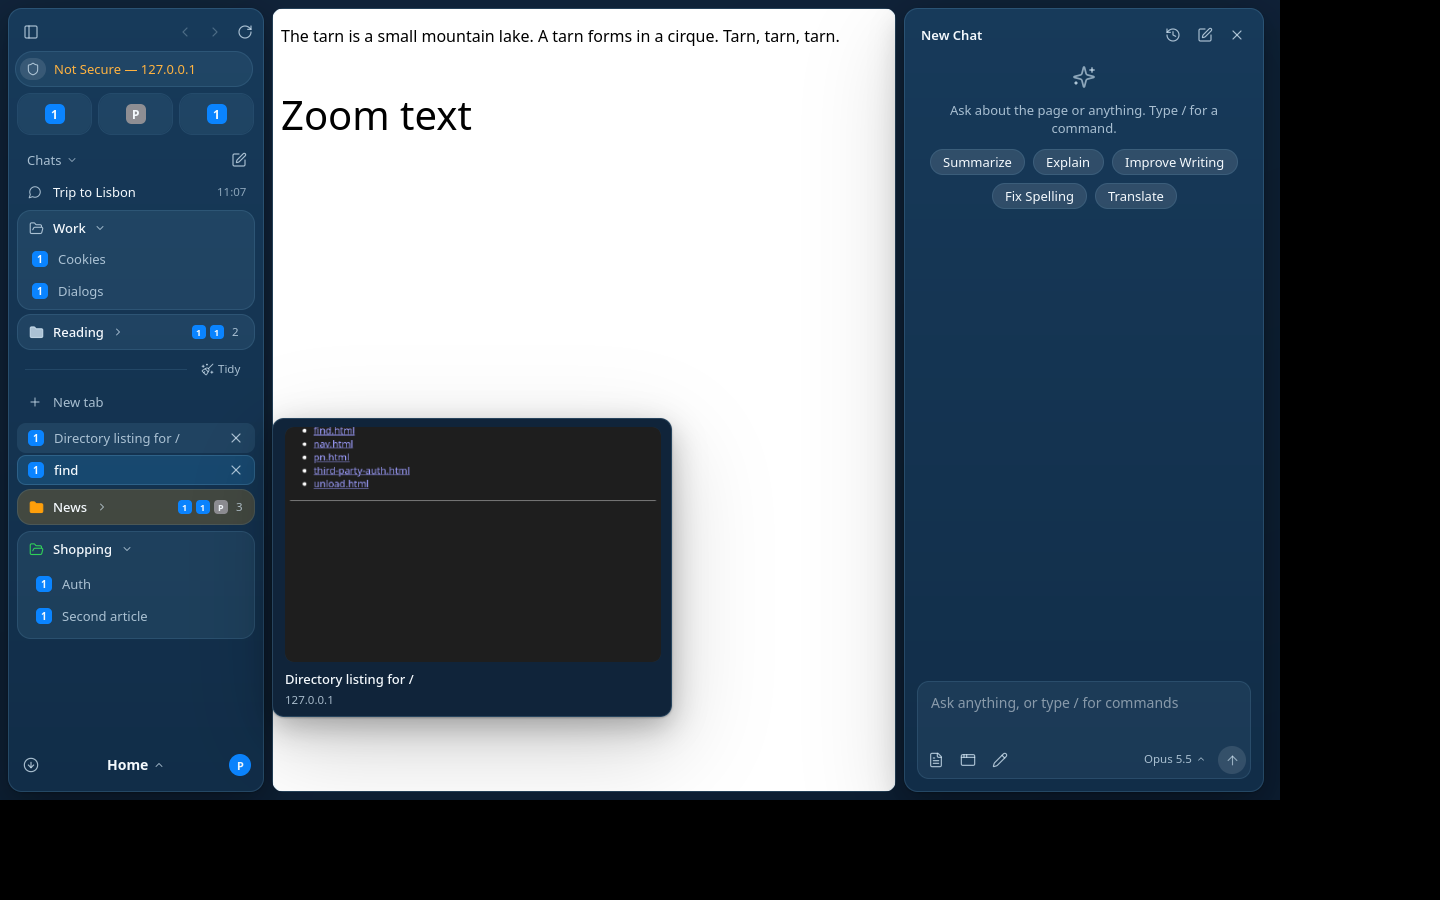 Not Secure — 127.0.0.1
1
P
1
Chats
Trip to Lisbon 11:07
Work
1 Cookies
1 Dialogs
Reading 1 1 2
Tidy
New tab
1 Directory listing for /
1 find
News 1 1 P 3
Shopping
1 Auth
1 Second article
Home
P
The tarn is a small mountain lake. A tarn forms in a cirque. Tarn, tarn, tarn.
Zoom text
find.html
nav.html
pn.html
third-party-auth.html
unload.html
Directory listing for /
127.0.0.1
New Chat
Ask about the page or anything. Type / for a
command.
Summarize Explain Improve Writing
Fix Spelling Translate
Ask anything, or type / for commands
Opus 5.5